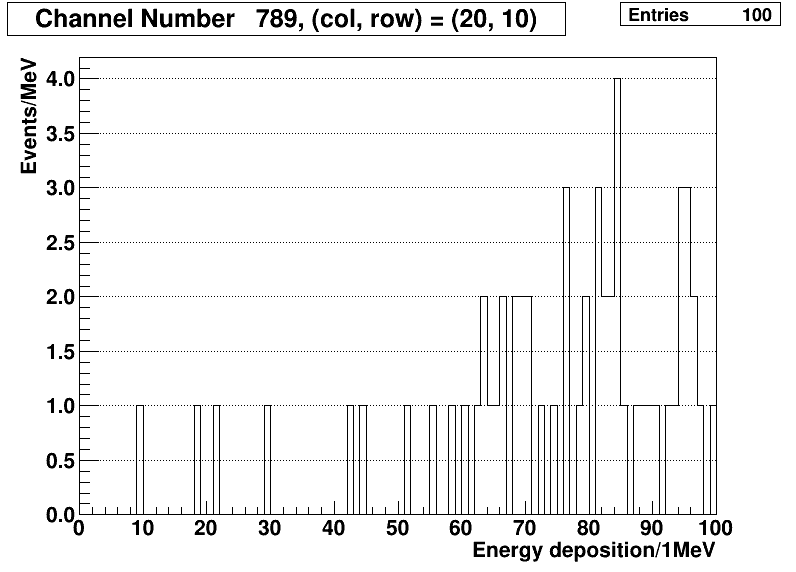 Channel Number 789, (col, row) = (20, 10)
Entries 100
Events/MeV
4.0
3.5
3.0
2.5
2.0
1.5
1.0
0.5
0.0
0 10 20 30 40 50 60 70 80 90 100
Energy deposition/1MeV